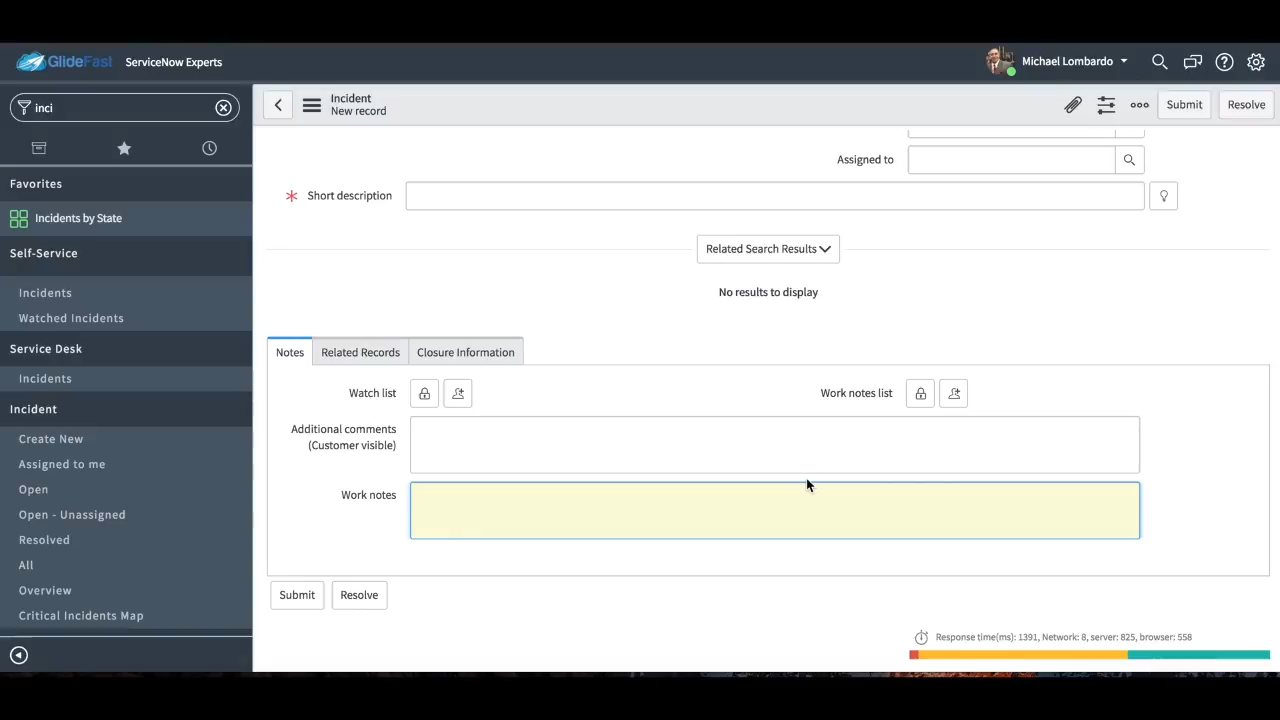 GlideFast ServiceNow Experts
Michael Lombardo
inci
Incident
New record
Submit
Resolve
Favorites
Incidents by State
Self-Service
Incidents
Watched Incidents
Service Desk
Incidents
Incident
Create New
Assigned to me
Open
Open - Unassigned
Resolved
All
Overview
Critical Incidents Map
Assigned to
* Short description
Related Search Results
No results to display
Notes Related Records Closure Information
Watch list
Work notes list
Additional comments
(Customer visible)
Work notes
Submit Resolve
Response time(ms): 1391, Network: 8, server: 825, browser: 558